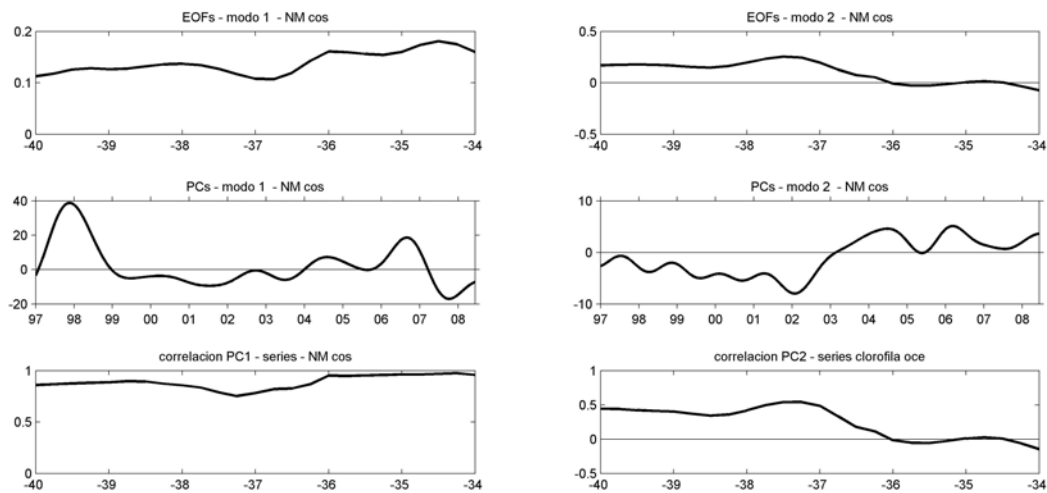 EOFs - modo 1 - NM cos
0.2
0.1
0
-40 -39 -38 -37 -36 -35 -34
EOFs - modo 2 - NM cos
0.5
0
-0.5
-40 -39 -38 -37 -36 -35 -34
PCs - modo 1 - NM cos
40
20
0
-20
97 98 99 00 01 02 03 04 05 06 07 08
PCs - modo 2 - NM cos
10
0
-10
97 98 99 00 01 02 03 04 05 06 07 08
correlacion PC1 - series - NM cos
1
0.5
0
-40 -39 -38 -37 -36 -35 -34
correlacion PC2 - series clorofila oce
1
0.5
0
-0.5
-40 -39 -38 -37 -36 -35 -34